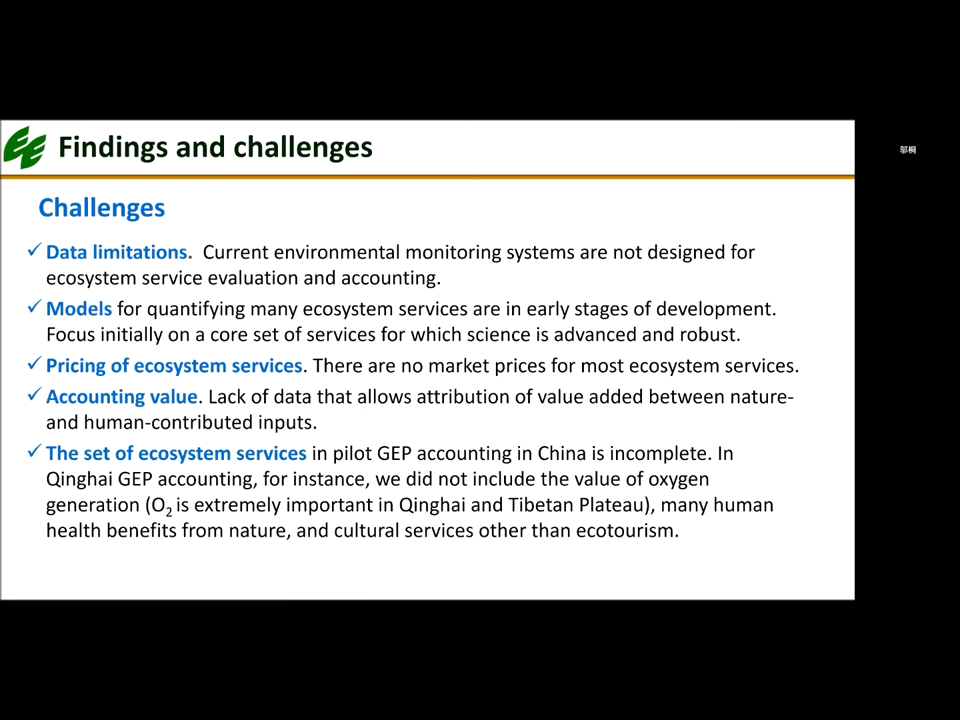 Findings and challenges
邬桐
Challenges
✓ Data limitations. Current environmental monitoring systems are not designed for
ecosystem service evaluation and accounting.
✓ Models for quantifying many ecosystem services are in early stages of development.
Focus initially on a core set of services for which science is advanced and robust.
✓ Pricing of ecosystem services. There are no market prices for most ecosystem services.
✓ Accounting value. Lack of data that allows attribution of value added between nature-
and human-contributed inputs.
✓ The set of ecosystem services in pilot GEP accounting in China is incomplete. In
Qinghai GEP accounting, for instance, we did not include the value of oxygen
generation (O₂ is extremely important in Qinghai and Tibetan Plateau), many human
health benefits from nature, and cultural services other than ecotourism.